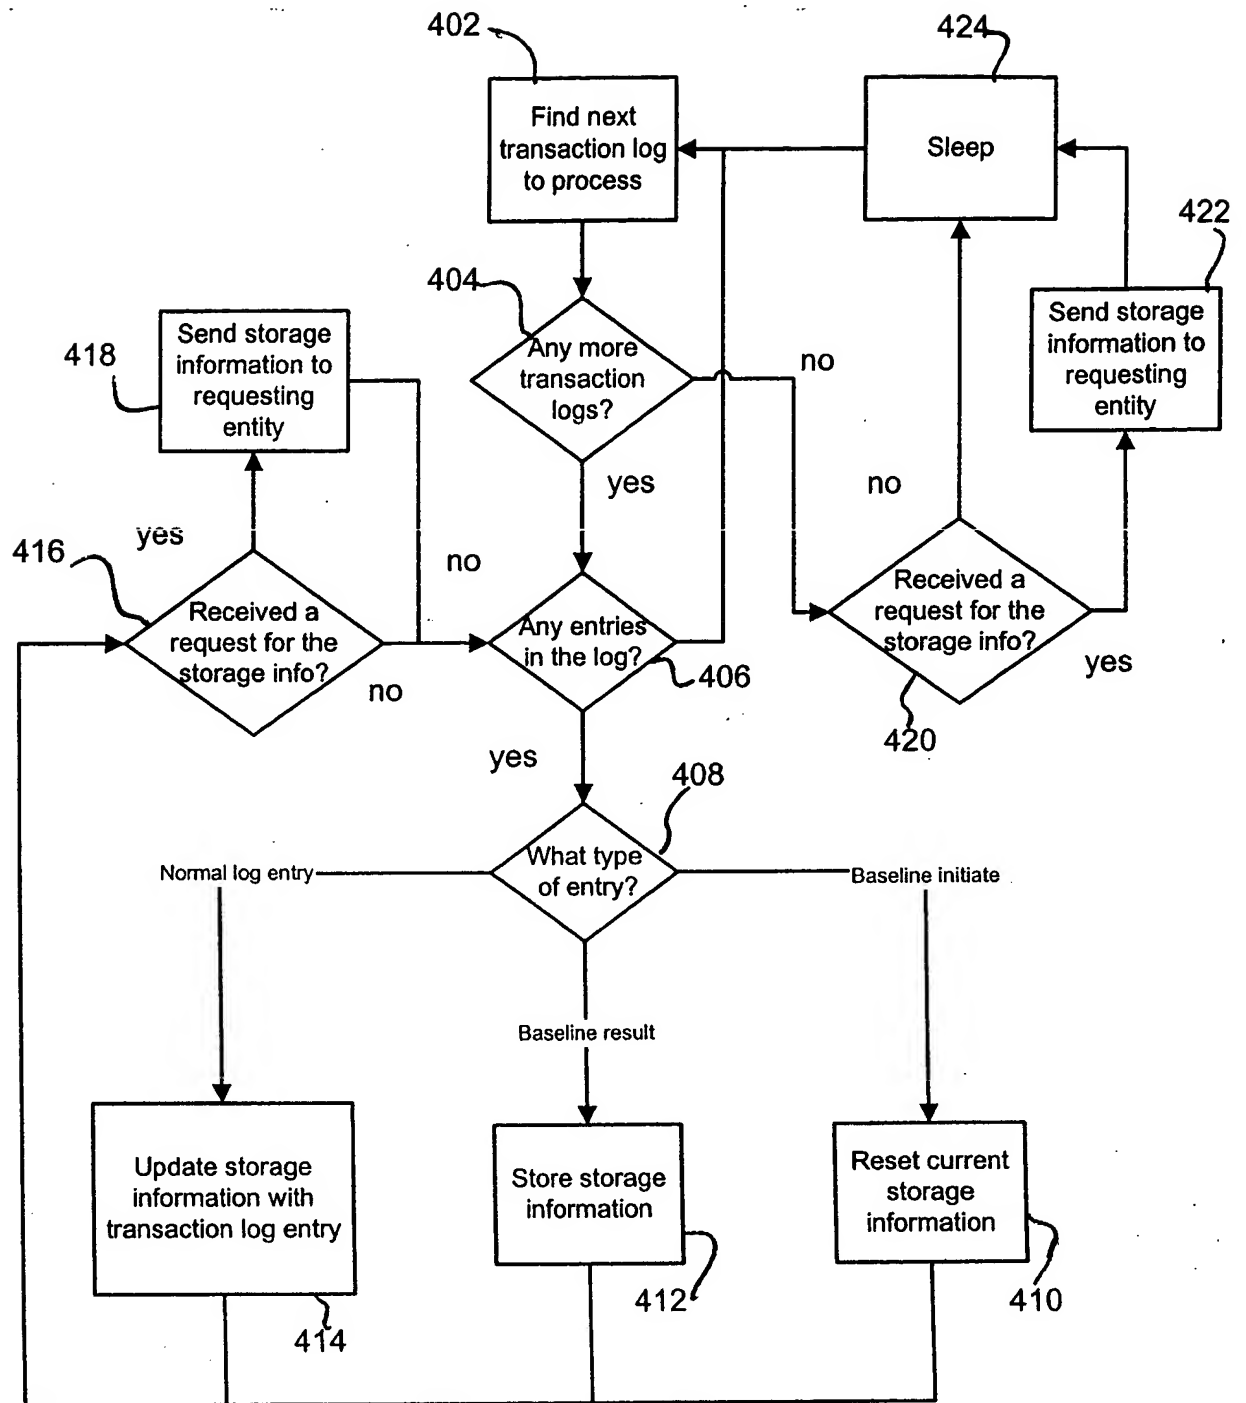 402
424
Find next
transaction log
to process
Sleep
422
404
Send storage
information to
requesting
entity
418
Any more
transaction
logs?
no
Send storage
information to
requesting
entity
yes
no
yes
416
no
Received a
request for the
storage info?
no
Any entries
in the log?
406
Received a
request for the
storage info?
yes
420
yes
408
Normal log entry
What type
of entry?
Baseline initiate
Baseline result
Update storage
information with
transaction log entry
Store storage
information
Reset current
storage
information
414
412
410